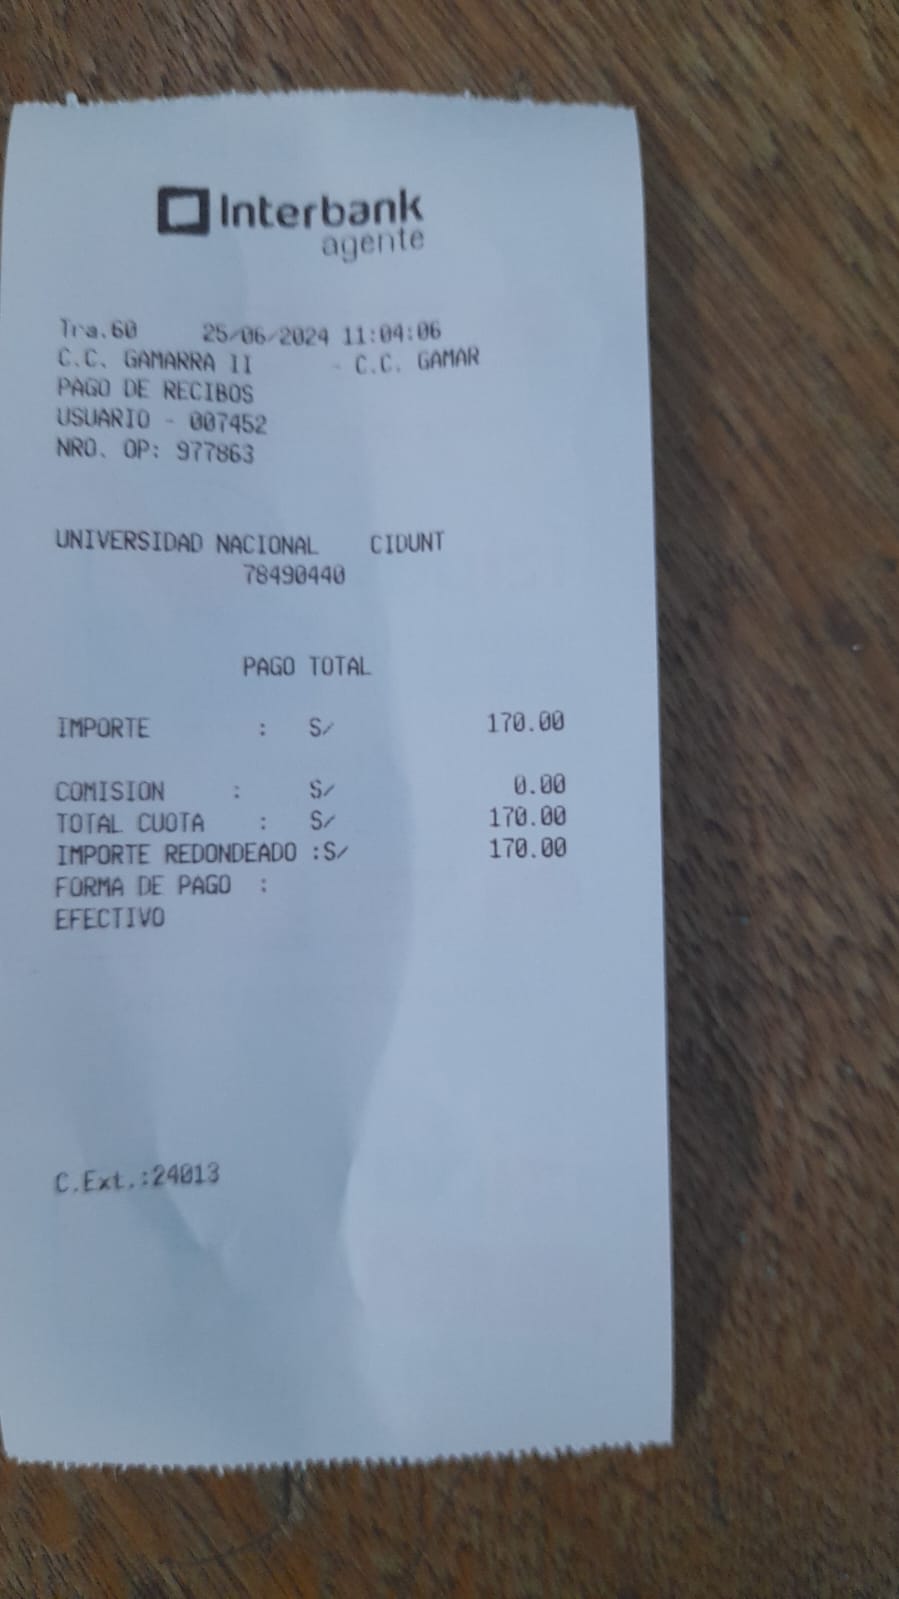 Interbank
agente
Tra.60 25/06/2024 11:04:06
C.C. GAMARRA II - C.C. GAMAR
PAGO DE RECIBOS
USUARIO - 007452
NRO. OP: 977863
UNIVERSIDAD NACIONAL CIDUNT
78490440
PAGO TOTAL
IMPORTE : S/ 170.00
COMISION : S/ 0.00
TOTAL CUOTA : S/ 170.00
IMPORTE REDONDEADO :S/ 170.00
FORMA DE PAGO :
EFECTIVO
C.Ext.:24013